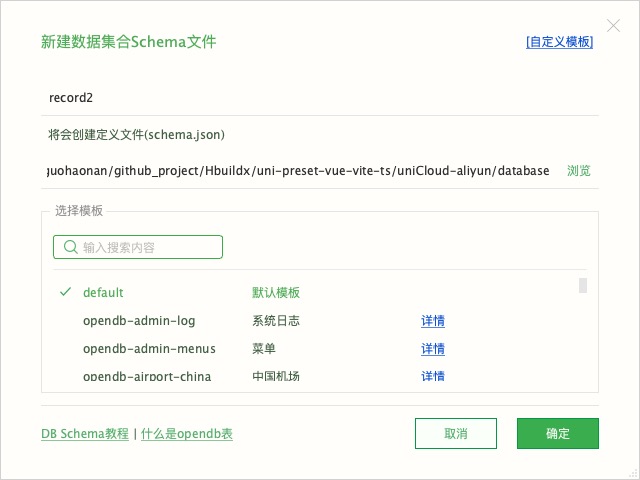 新建数据集合Schema文件
[自定义模板]
record2
将会创建定义文件(schema.json)
guohaonan/github_project/Hbuildx/uni-preset-vue-vite-ts/uniCloud-aliyun/database 浏览
选择模板
输入搜索内容
default 默认模板
opendb-admin-log 系统日志 详情
opendb-admin-menus 菜单 详情
opendb-airport-china 中国机场 详情
DB Schema教程 | 什么是opendb表
取消 确定